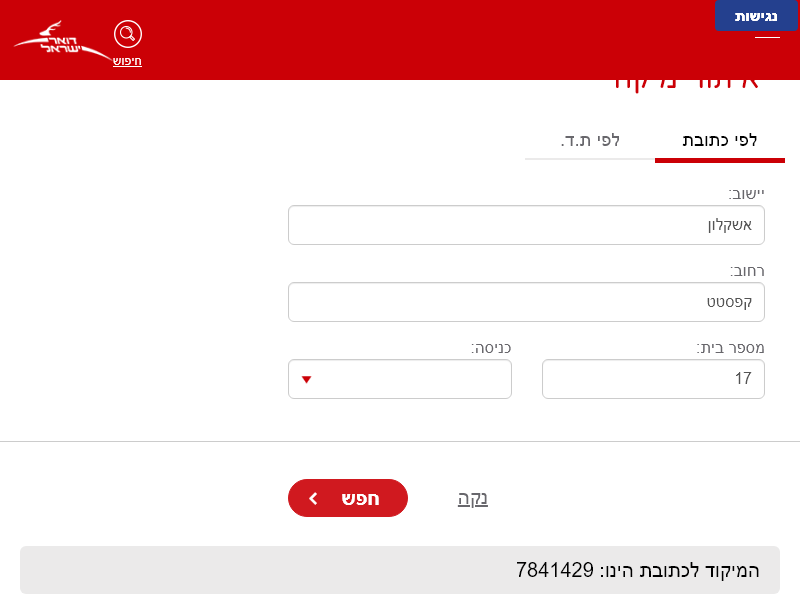 נגישות
חיפוש
דואר
ישראל
איתור מיקוד
לפי כתובת
לפי ת.ד.
יישוב:
אשקלון
רחוב:
קפסטט
מספר בית:
כניסה:
17
נקה
חפש
המיקוד לכתובת הינו: 7841429